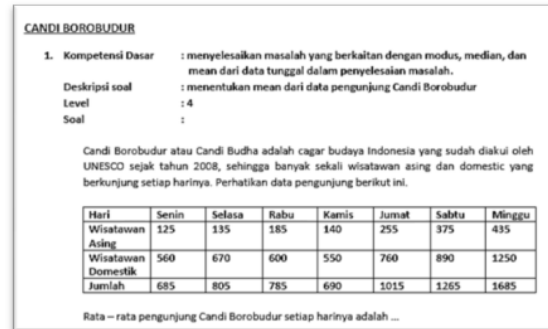 CANDI BOROBUDUR
1. Kompetensi Dasar : menyelesaikan masalah yang berkaitan dengan modus, median, dan
mean dari data tunggal dalam penyelesaian masalah.
Deskripsi soal : menentukan mean dari data pengunjung Candi Borobudur
Level : 4
Soal :
Candi Borobudur atau Candi Budha adalah cagar budaya Indonesia yang sudah diakui oleh
UNESCO sejak tahun 2008, sehingga banyak sekali wisatawan asing dan domestic yang
berkunjung setiap harinya. Perhatikan data pengunjung berikut ini.
Hari Senin Selasa Rabu Kamis Jumat Sabtu Minggu
Wisatawan 125 135 185 140 255 375 435
Asing
Wisatawan 560 670 600 550 760 890 1250
Domestik
Jumlah 685 805 785 690 1015 1265 1685
Rata – rata pengunjung Candi Borobudur setiap harinya adalah ...